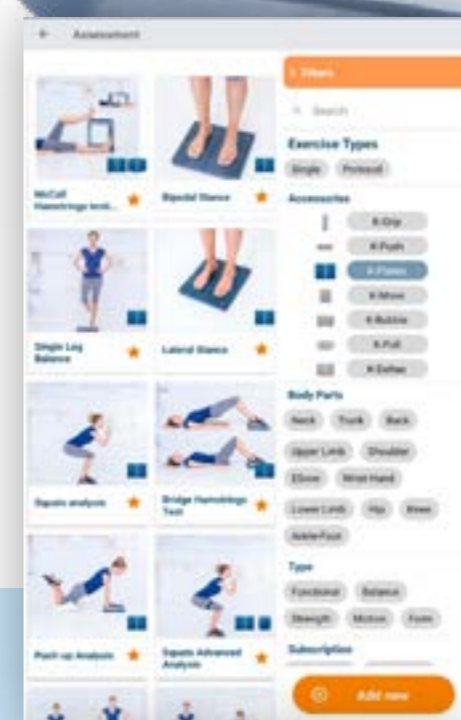 Assessment
Filters
Search
McCall
Hamstrings
Bipodal Stance
Single Leg
Balance
Lateral Stance
Squats analysis
Bridge Hamstrings
Test
Push-up Analysis
Squats Advanced
Analysis
Exercise Types
Single Protocol
Accessories
K-Grip
K-Push
K-Plates
K-Move
K-Bubble
K-Pull
K-Deltas
Body Parts
Neck Trunk Back
Upper Limb Shoulder
Elbow Wrist-Hand
Lower Limb Hip Knee
Ankle-Foot
Type
Functional Balance
Strength Motion Form
Subscription
Add new